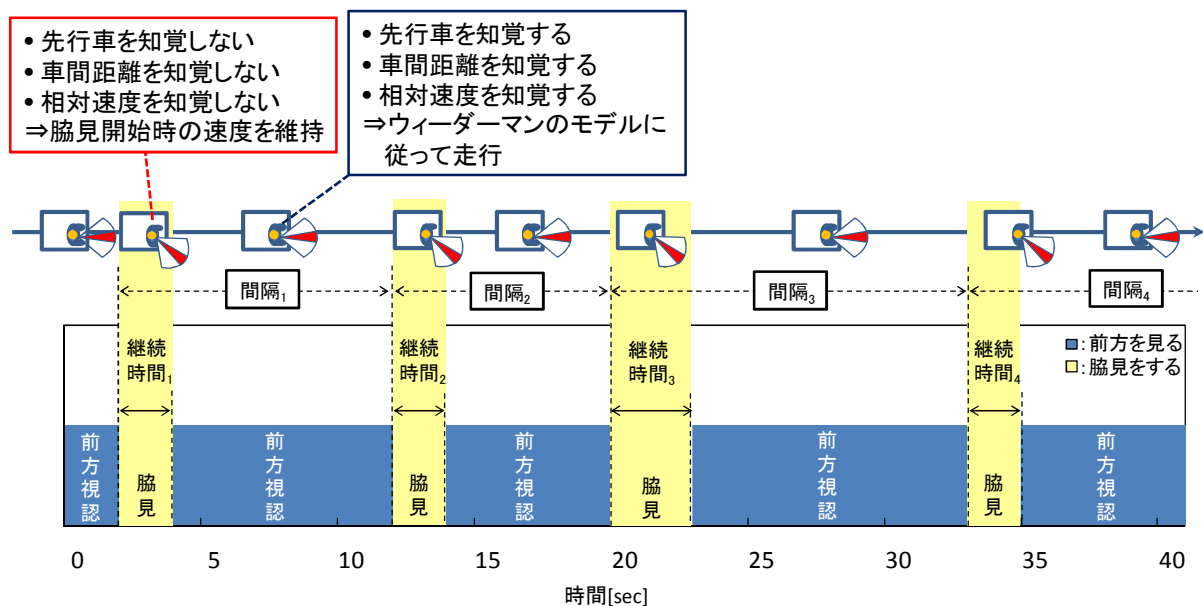 • 先行車を知覚しない
• 車間距離を知覚しない
• 相対速度を知覚しない
⇒脇見開始時の速度を維持
• 先行車を知覚する
• 車間距離を知覚する
• 相対速度を知覚する
⇒ウィーダーマンのモデルに
従って走行
間隔₁
間隔₂
間隔₃
間隔₄
継続
時間₁
継続
時間₂
継続
時間₃
継続
時間₄
■:前方を見る
□:脇見をする
前方視認
脇見
前方視認
脇見
前方視認
脇見
前方視認
脇見
前方視認
0 5 10 15 20 25 30 35 40
時間[sec]